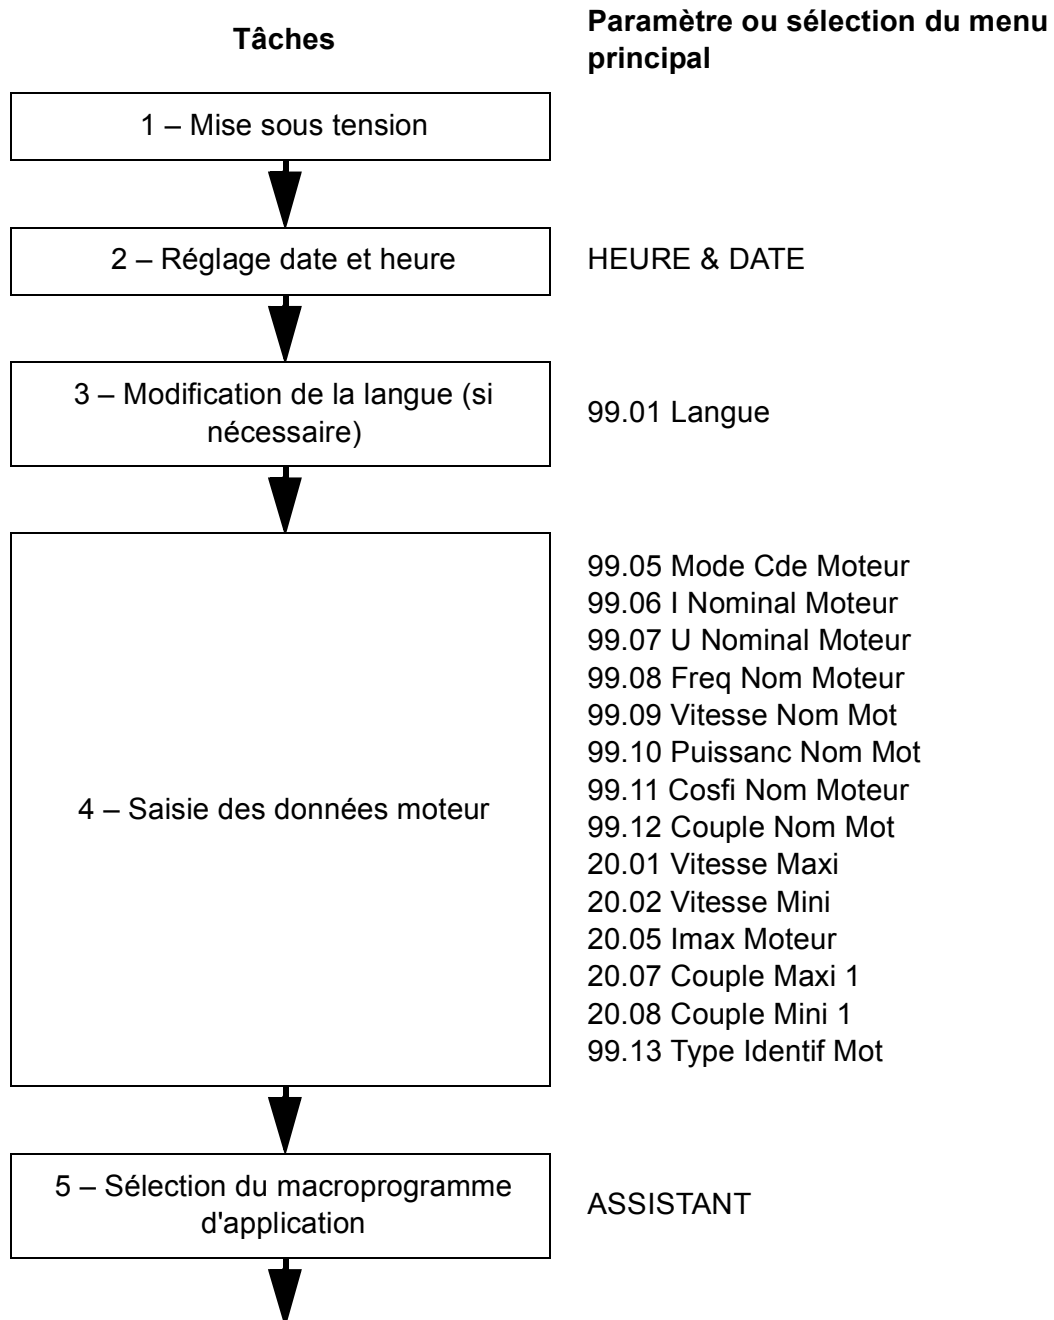 Tâches
Paramètre ou sélection du menu
principal
1 – Mise sous tension
2 – Réglage date et heure
HEURE & DATE
3 – Modification de la langue (si
nécessaire)
99.01 Langue
4 – Saisie des données moteur
99.05 Mode Cde Moteur
99.06 I Nominal Moteur
99.07 U Nominal Moteur
99.08 Freq Nom Moteur
99.09 Vitesse Nom Mot
99.10 Puissanc Nom Mot
99.11 Cosfi Nom Moteur
99.12 Couple Nom Mot
20.01 Vitesse Maxi
20.02 Vitesse Mini
20.05 Imax Moteur
20.07 Couple Maxi 1
20.08 Couple Mini 1
99.13 Type Identif Mot
5 – Sélection du macroprogramme
d'application
ASSISTANT